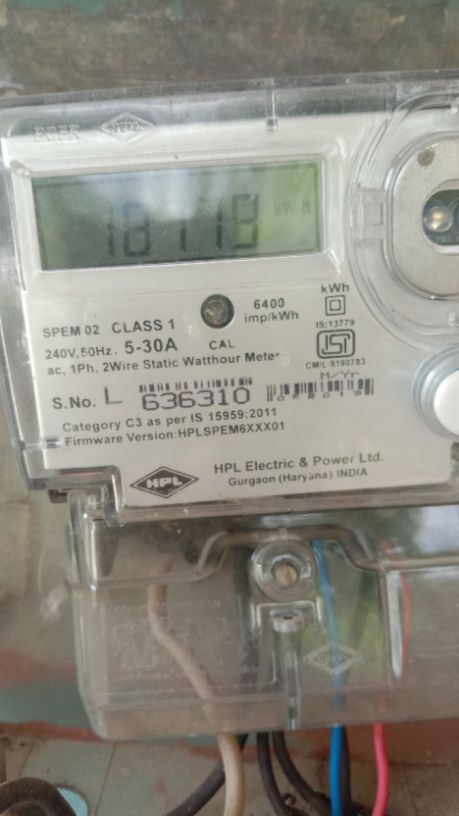 18119
kWh
6400
imp/kWh
IS:13779
SPEM 02 CLASS 1
CAL
240V,50Hz. 5-30A
CM/L-9190783
ac, 1Ph, 2Wire Static Watthour Meter
M/Yr.
S.No. L 636310
Category C3 as per IS 15959:2011
Firmware Version:HPLSPEM6XXX01
HPL
HPL Electric & Power Ltd.
Gurgaon (Haryana) INDIA